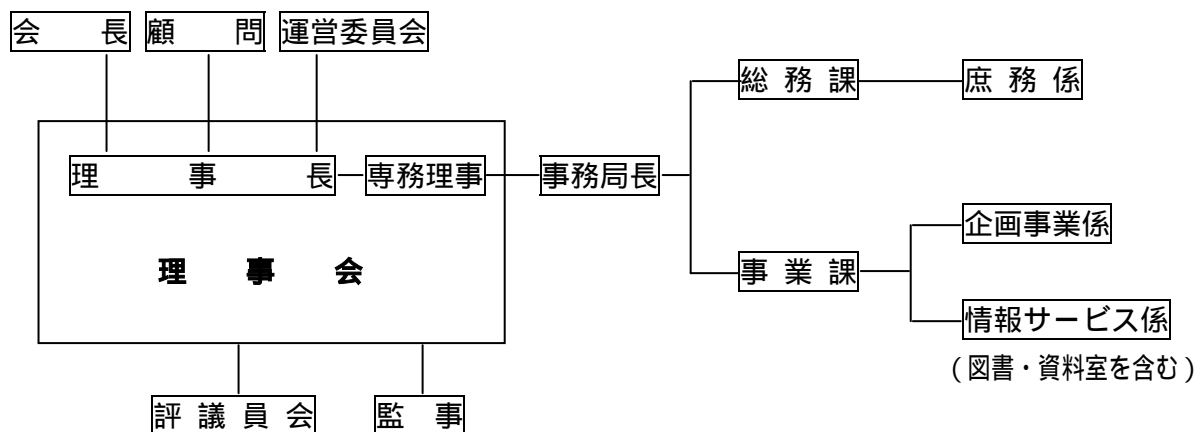 会長 顧問 運営委員会
総務課 庶務係
理事長 専務理事 事務局長
企画事業係
理事会
事業課
情報サービス係
(図書・資料室を含む)
評議員会 監事